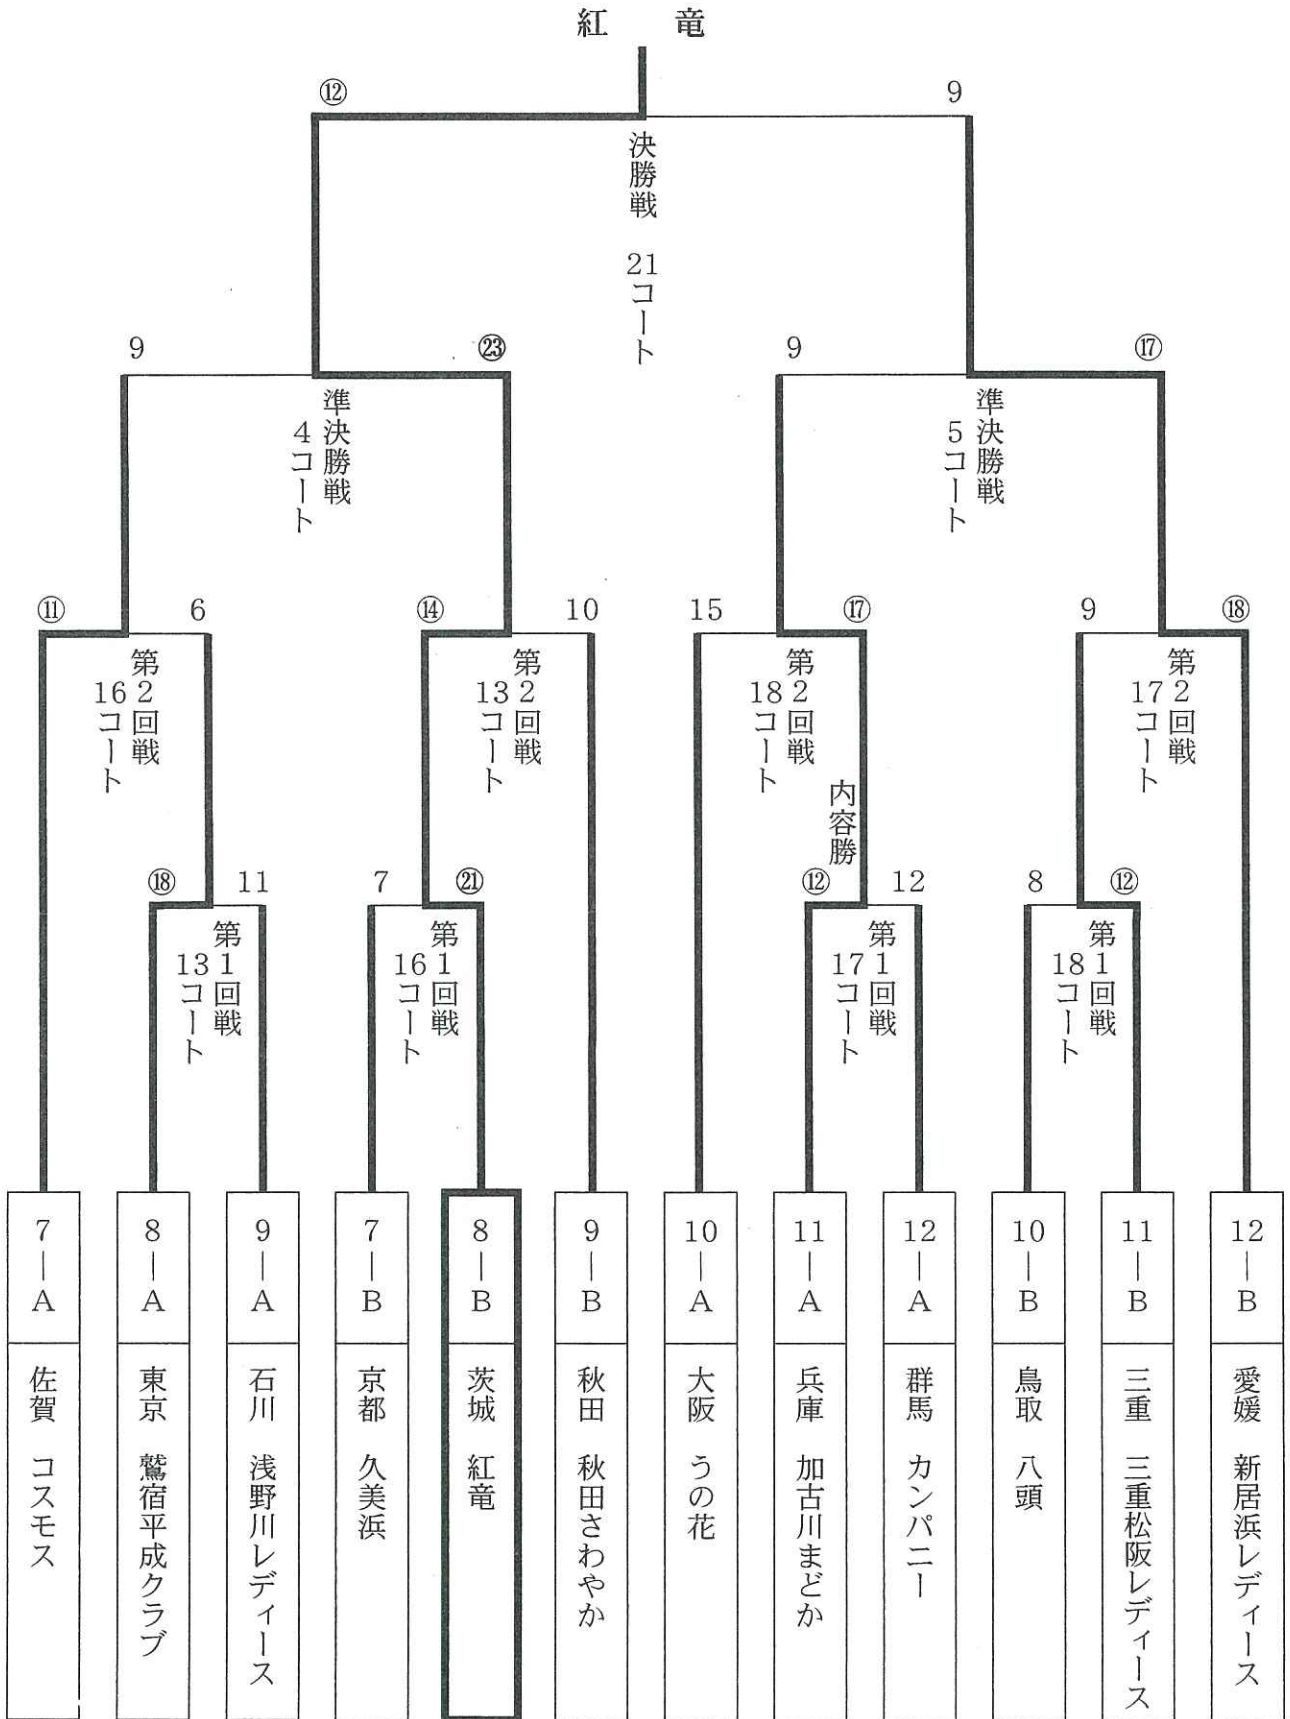 紅 竜
⑫ 9
決勝戦 21コート
9 ㉓ 9 ⑰
準決勝戦
4コート
準決勝戦
5コート
⑪ 6 ⑭ 10 15 ⑰ 9 ⑱
第2回戦
16コート
第2回戦
13コート
第2回戦
18コート
第2回戦
17コート
内容勝
⑱ 11 7 ㉑ ⑫ 12 8 ⑫
第1回戦
13コート
第1回戦
16コート
第1回戦
17コート
第1回戦
18コート
7―A
佐賀 コスモス
8―A
東京 鷲宿平成クラブ
9―A
石川 浅野川レディース
7―B
京都 久美浜
8―B
茨城 紅竜
9―B
秋田 秋田さわやか
10―A
大阪 うの花
11―A
兵庫 加古川まどか
12―A
群馬 カンパニー
10―B
鳥取 八頭
11―B
三重 三重松阪レディース
12―B
愛媛 新居浜レディース